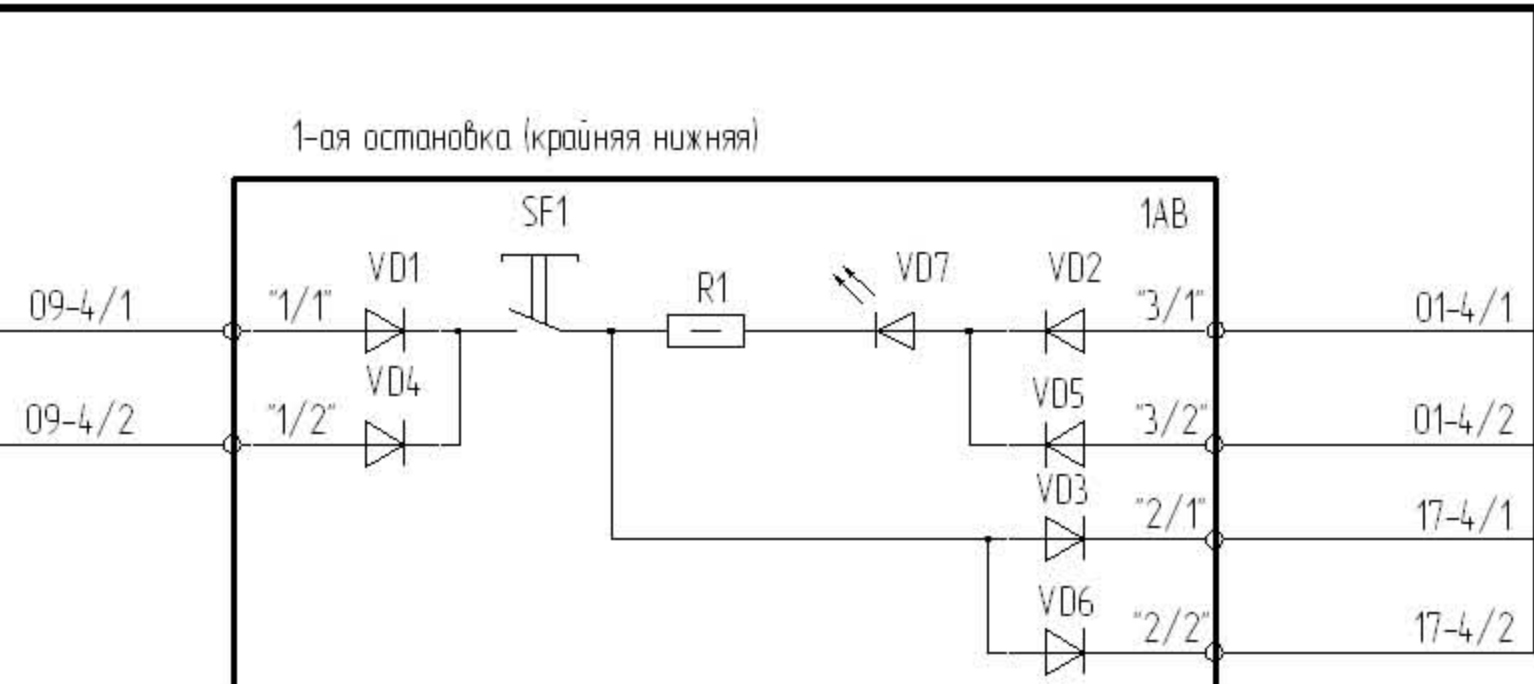 1-ая остановка (крайняя нижняя)
SF1
1АВ
VD1
R1
VD7
VD2
09-4/1
"1/1"
"3/1"
01-4/1
VD4
VD5
09-4/2
"1/2"
"3/2"
01-4/2
VD3
"2/1"
17-4/1
VD6
"2/2"
17-4/2